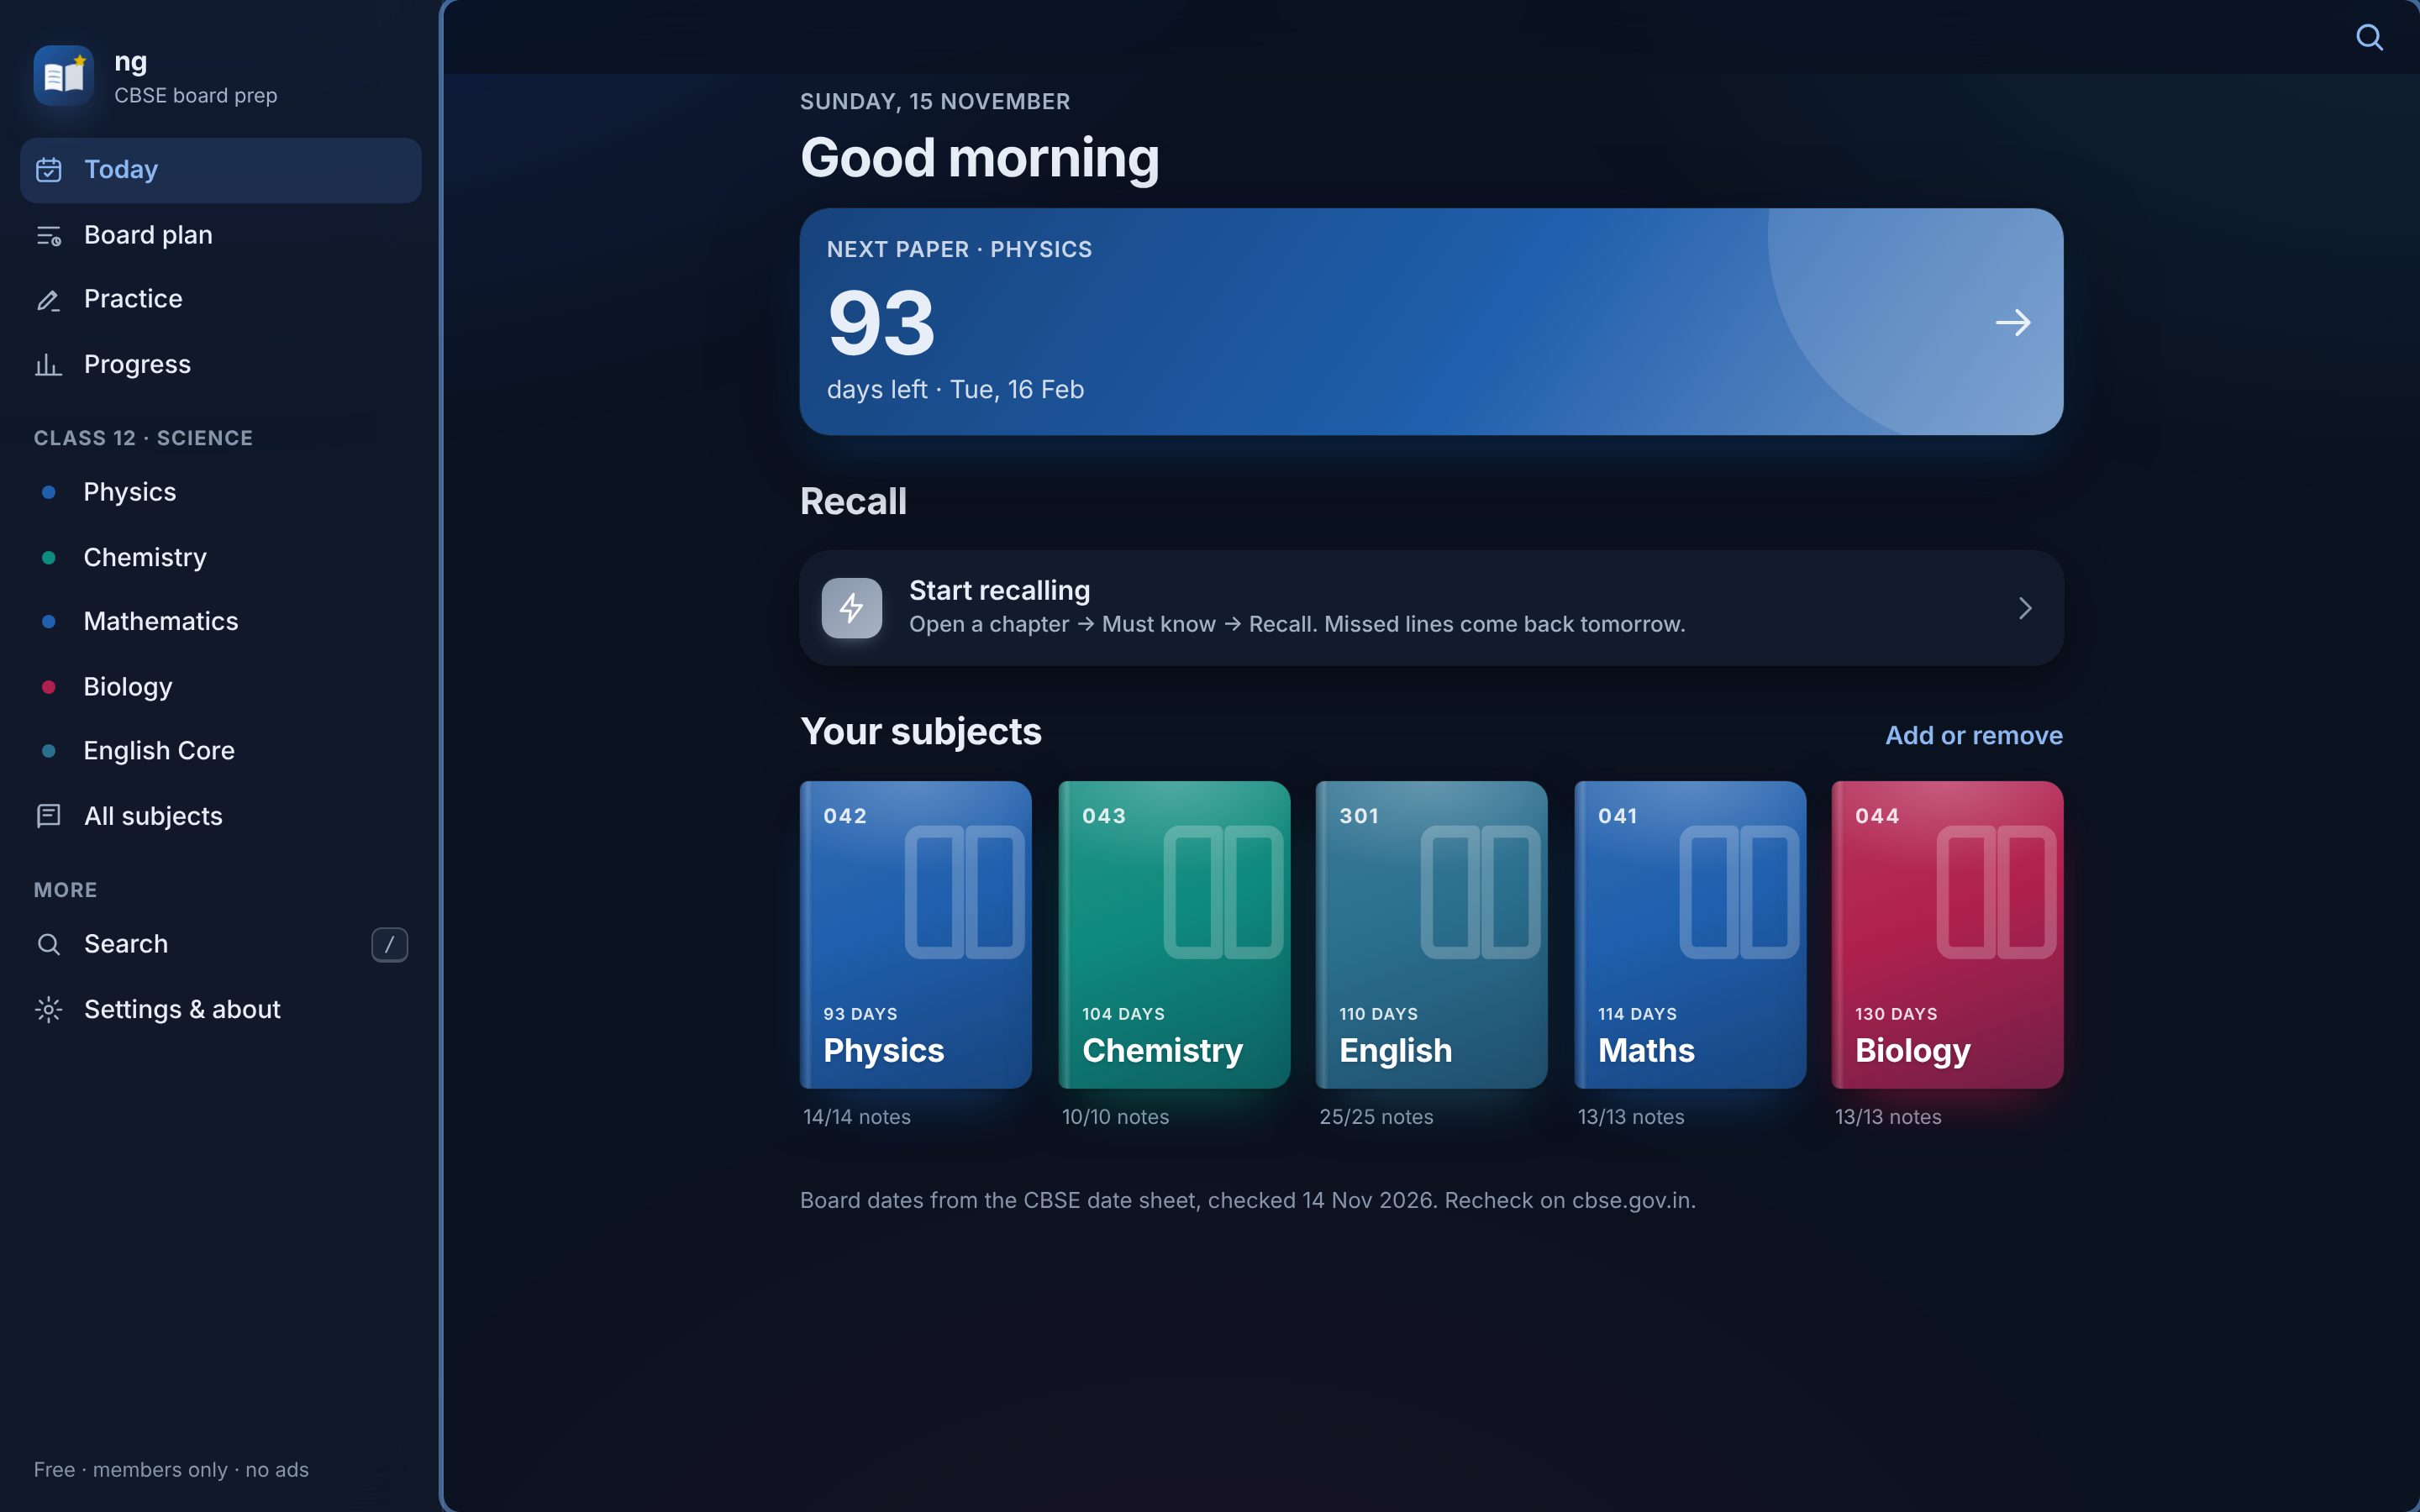 ng
CBSE board prep
Today
Board plan
Practice
Progress
CLASS 12 · SCIENCE
Physics
Chemistry
Mathematics
Biology
English Core
All subjects
MORE
Search /
Settings & about
Free · members only · no ads
SUNDAY, 15 NOVEMBER
Good morning
NEXT PAPER · PHYSICS
93
days left · Tue, 16 Feb
Recall
Start recalling
Open a chapter → Must know → Recall. Missed lines come back tomorrow.
Your subjects
Add or remove
042
93 DAYS
Physics
14/14 notes
043
104 DAYS
Chemistry
10/10 notes
301
110 DAYS
English
25/25 notes
041
114 DAYS
Maths
13/13 notes
044
130 DAYS
Biology
13/13 notes
Board dates from the CBSE date sheet, checked 14 Nov 2026. Recheck on cbse.gov.in.